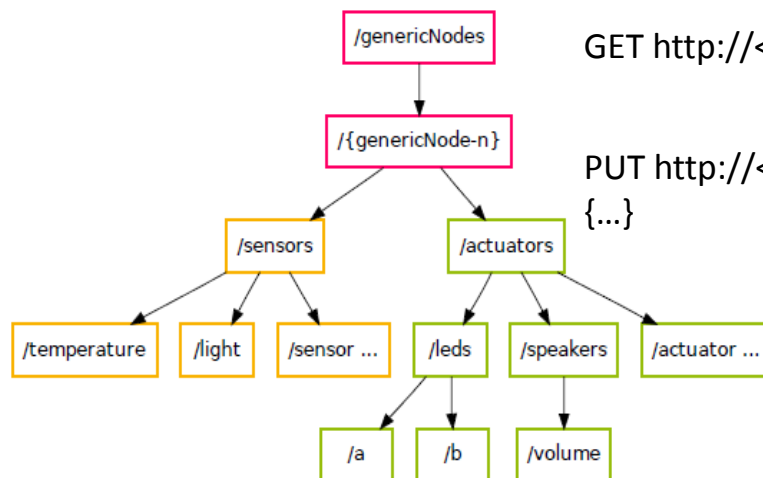 /genericNodes
GET http://<
/{genericNode-n}
PUT http://<
{...}
/sensors
/actuators
/temperature
/light
/sensor ...
/leds
/speakers
/actuator ...
/a
/b
/volume